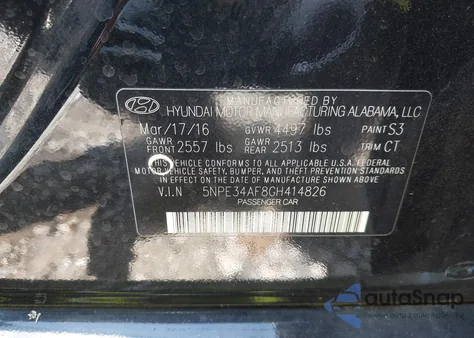 MANUFACTURED BY
HYUNDAI MOTOR MANUFACTURING ALABAMA, LLC
Mar/17/16 GVWR 4497 lbs PAINT S3
GAWR FRONT 2557 lbs GAWR REAR 2513 lbs TRIM CT
THIS VEHICLE CONFORMS TO ALL APPLICABLE U.S.A. FEDERAL
MOTOR VEHICLE SAFETY, BUMPER, AND THEFT PREVENTION STANDARDS
IN EFFECT ON THE DATE OF MANUFACTURE SHOWN ABOVE.
V.I.N 5NPE34AF8GH414826
PASSENGER CAR
autoSnap